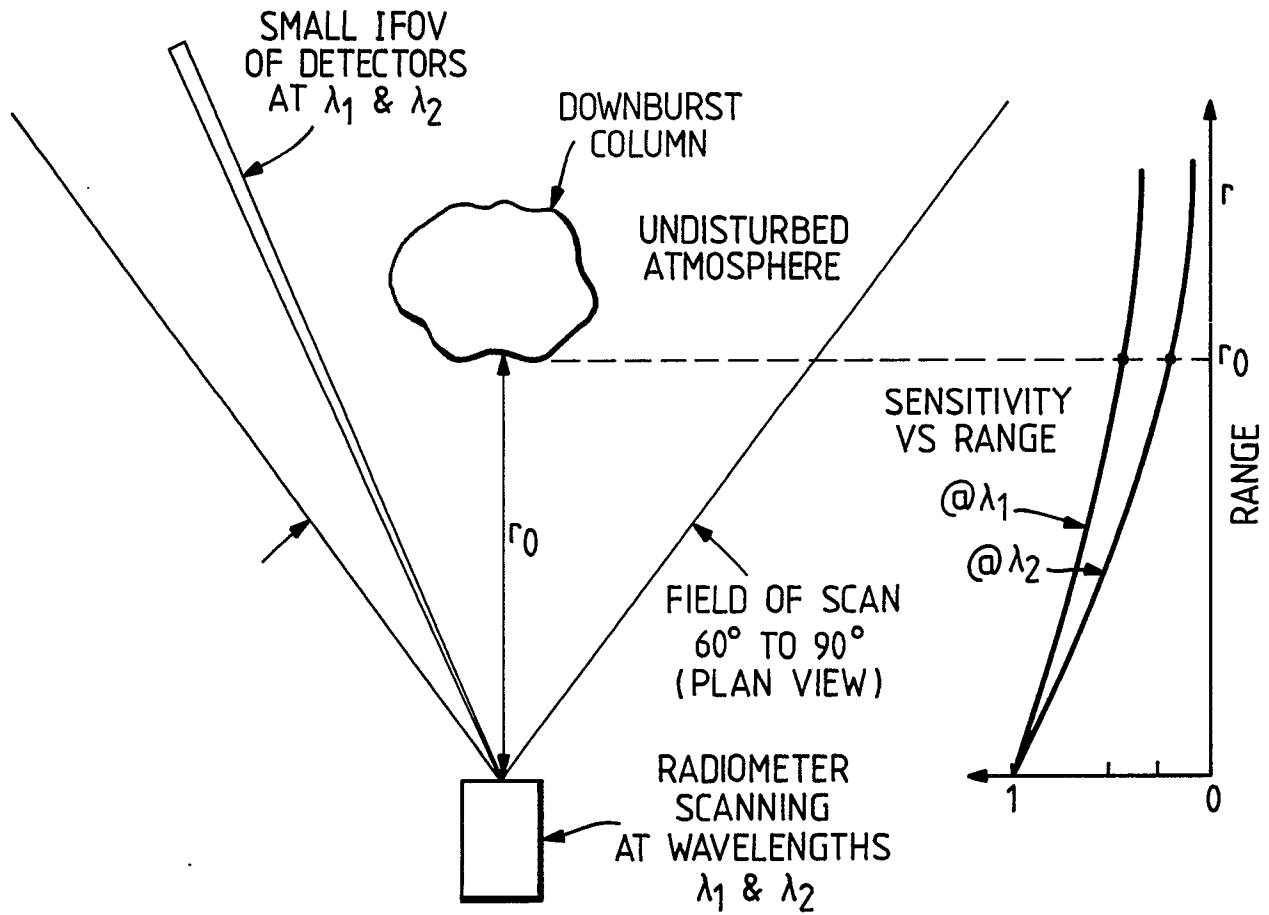 SMALL IFOV
OF DETECTORS
AT λ1 & λ2
DOWNBURST
COLUMN
UNDISTURBED
ATMOSPHERE
r
r0
SENSITIVITY
VS RANGE
@λ1
@λ2
RANGE
r0
FIELD OF SCAN
60° TO 90°
(PLAN VIEW)
RADIOMETER
SCANNING
AT WAVELENGTHS
λ1 & λ2
1
0